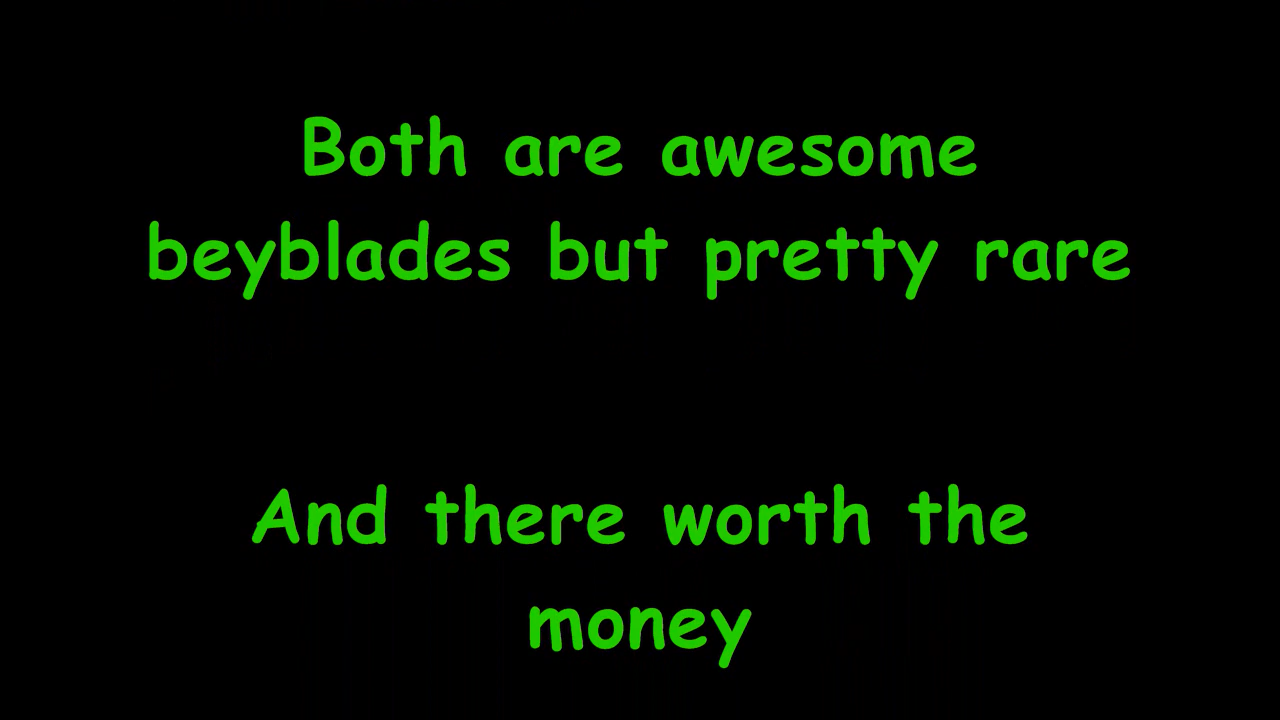 Both are awesome
beyblades but pretty rare
And there worth the
money